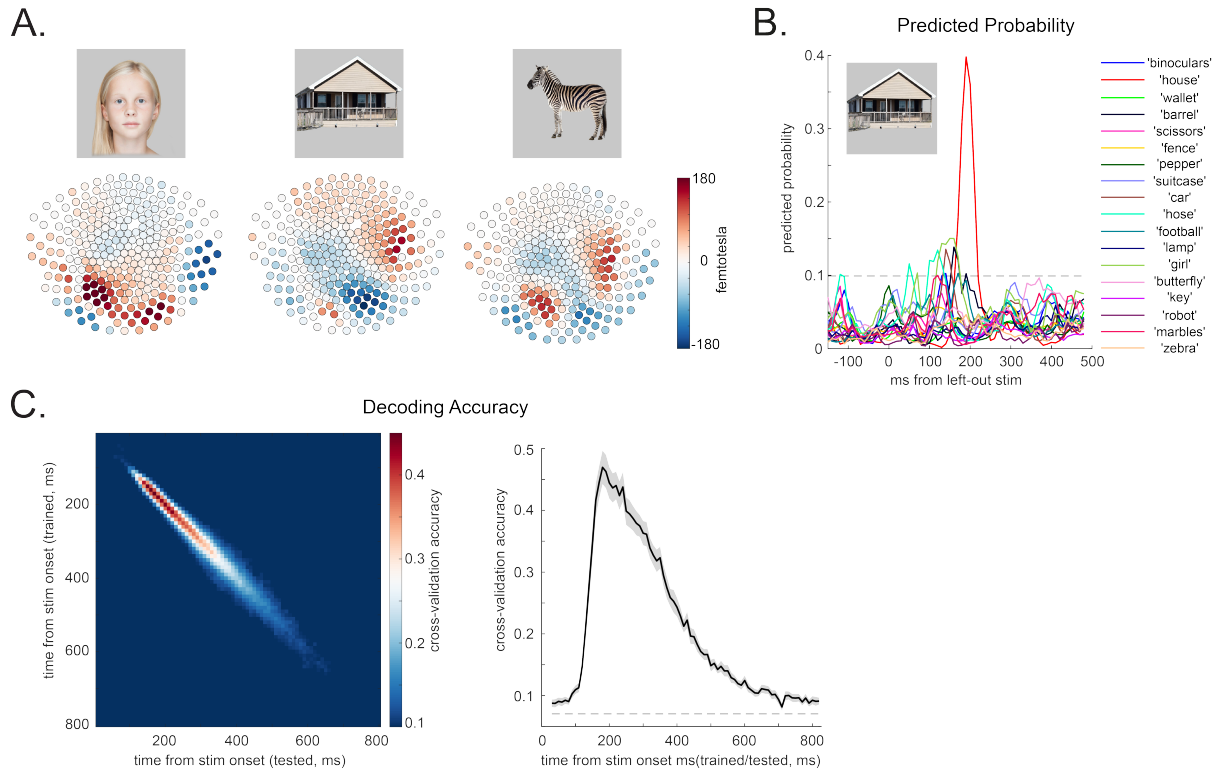 A.
180
0
-180
femtotesla
B.
Predicted Probability
0.4
0.3
0.2
0.1
0
predicted probability
-100 0 100 200 300 400 500
ms from left-out stim
'binoculars'
'house'
'wallet'
'barrel'
'scissors'
'fence'
'pepper'
'suitcase'
'car'
'hose'
'football'
'lamp'
'girl'
'butterfly'
'key'
'robot'
'marbles'
'zebra'
C.
Decoding Accuracy
time from stim onset (trained, ms)
200
400
600
800
200 400 600 800
time from stim onset (tested, ms)
0.4
0.3
0.2
0.1
cross-validation accuracy
cross-validation accuracy
0.5
0.4
0.3
0.2
0.1
0 200 400 600 800
time from stim onset ms(trained/tested, ms)